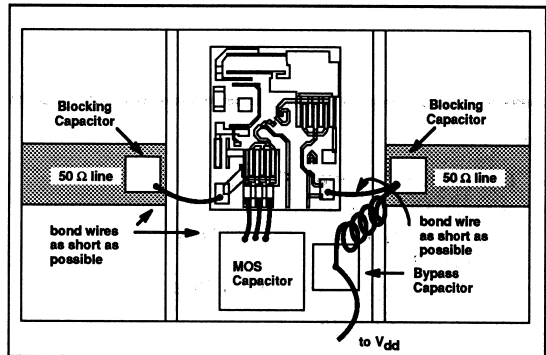 Blocking
Capacitor
50 Ω line
bond wires
as short as
possible
MOS
Capacitor
Blocking
Capacitor
50 Ω line
bond wire
as short as
possible
Bypass
Capacitor
to Vdd